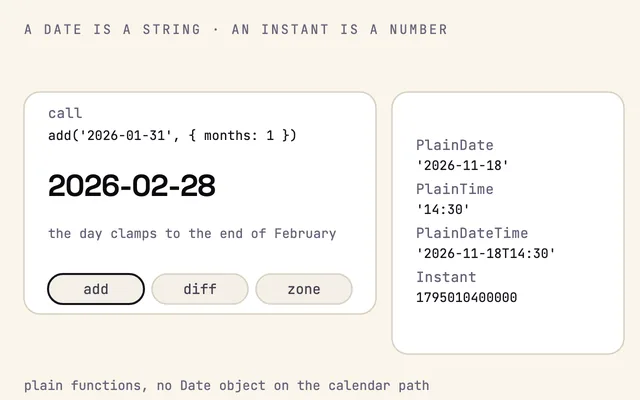 A DATE IS A STRING · AN INSTANT IS A NUMBER
call
add('2026-01-31', { months: 1 })
2026-02-28
the day clamps to the end of February
add
diff
zone
PlainDate
'2026-11-18'
PlainTime
'14:30'
PlainDateTime
'2026-11-18T14:30'
Instant
1795010400000
plain functions, no Date object on the calendar path